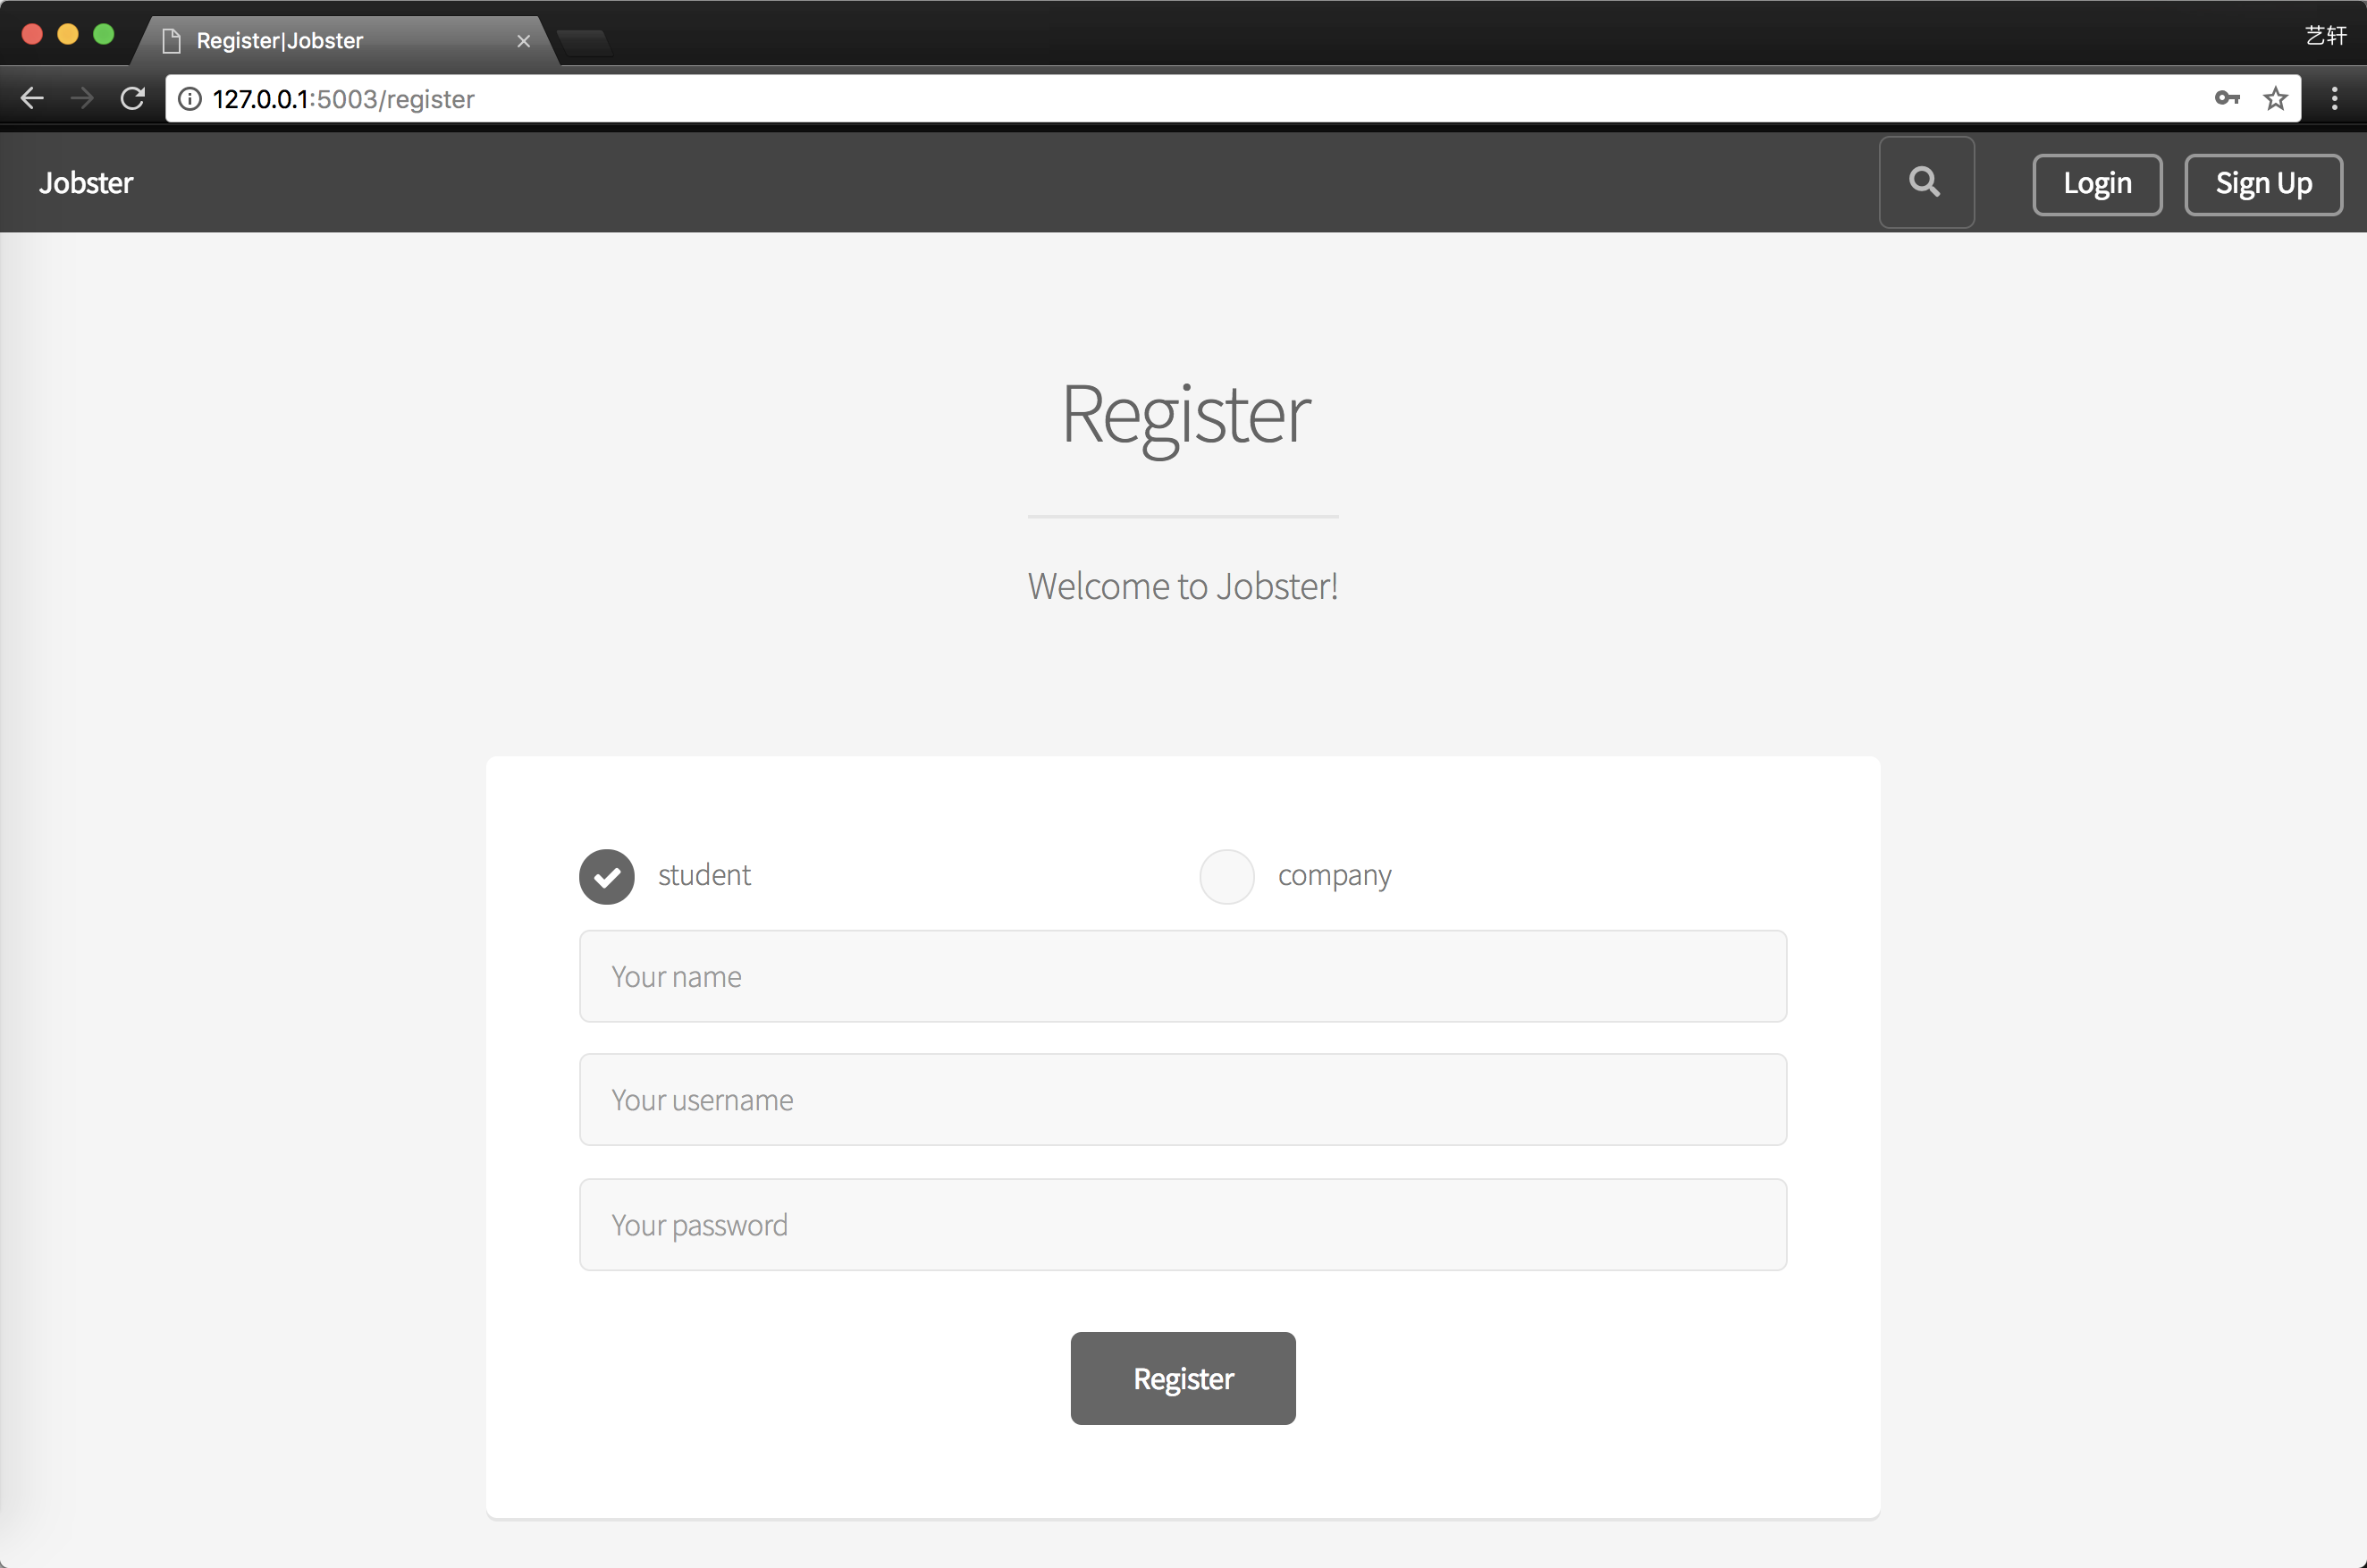 Register|Jobster
艺轩
127.0.0.1:5003/register
Jobster
Login
Sign Up
Register
Welcome to Jobster!
student
company
Your name
Your username
Your password
Register